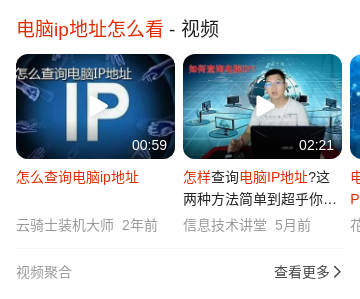 电脑ip地址怎么看 - 视频
怎么查询电脑IP地址
IP
00:59
如何查询电脑IP地址
02:21
怎么查询电脑ip地址
怎样查询电脑IP地址?这
两种方法简单到超乎你…
电
P
云骑士装机大师 2年前
信息技术讲堂 5月前
花
视频聚合
查看更多